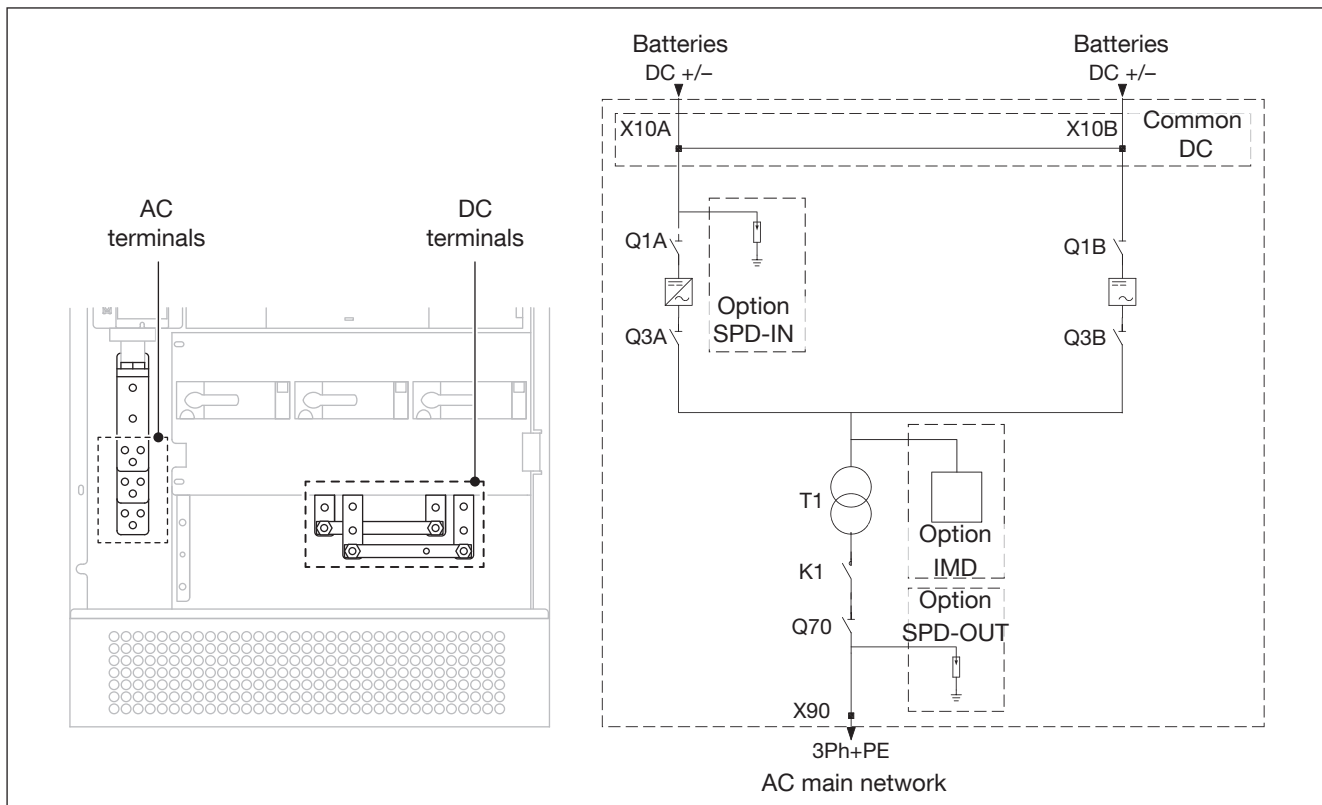 AC
terminals
DC
terminals
Batteries
DC +/–
Batteries
DC +/–
X10A
X10B
Common
DC
Q1A
Option
SPD-IN
Q3A
Q1B
Q3B
T1
Option
IMD
K1
Option
SPD-OUT
Q70
X90
3Ph+PE
AC main network